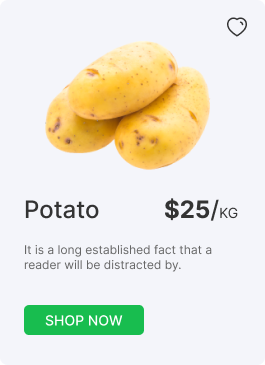 Potato $25/KG
It is a long established fact that a
reader will be distracted by.
SHOP NOW